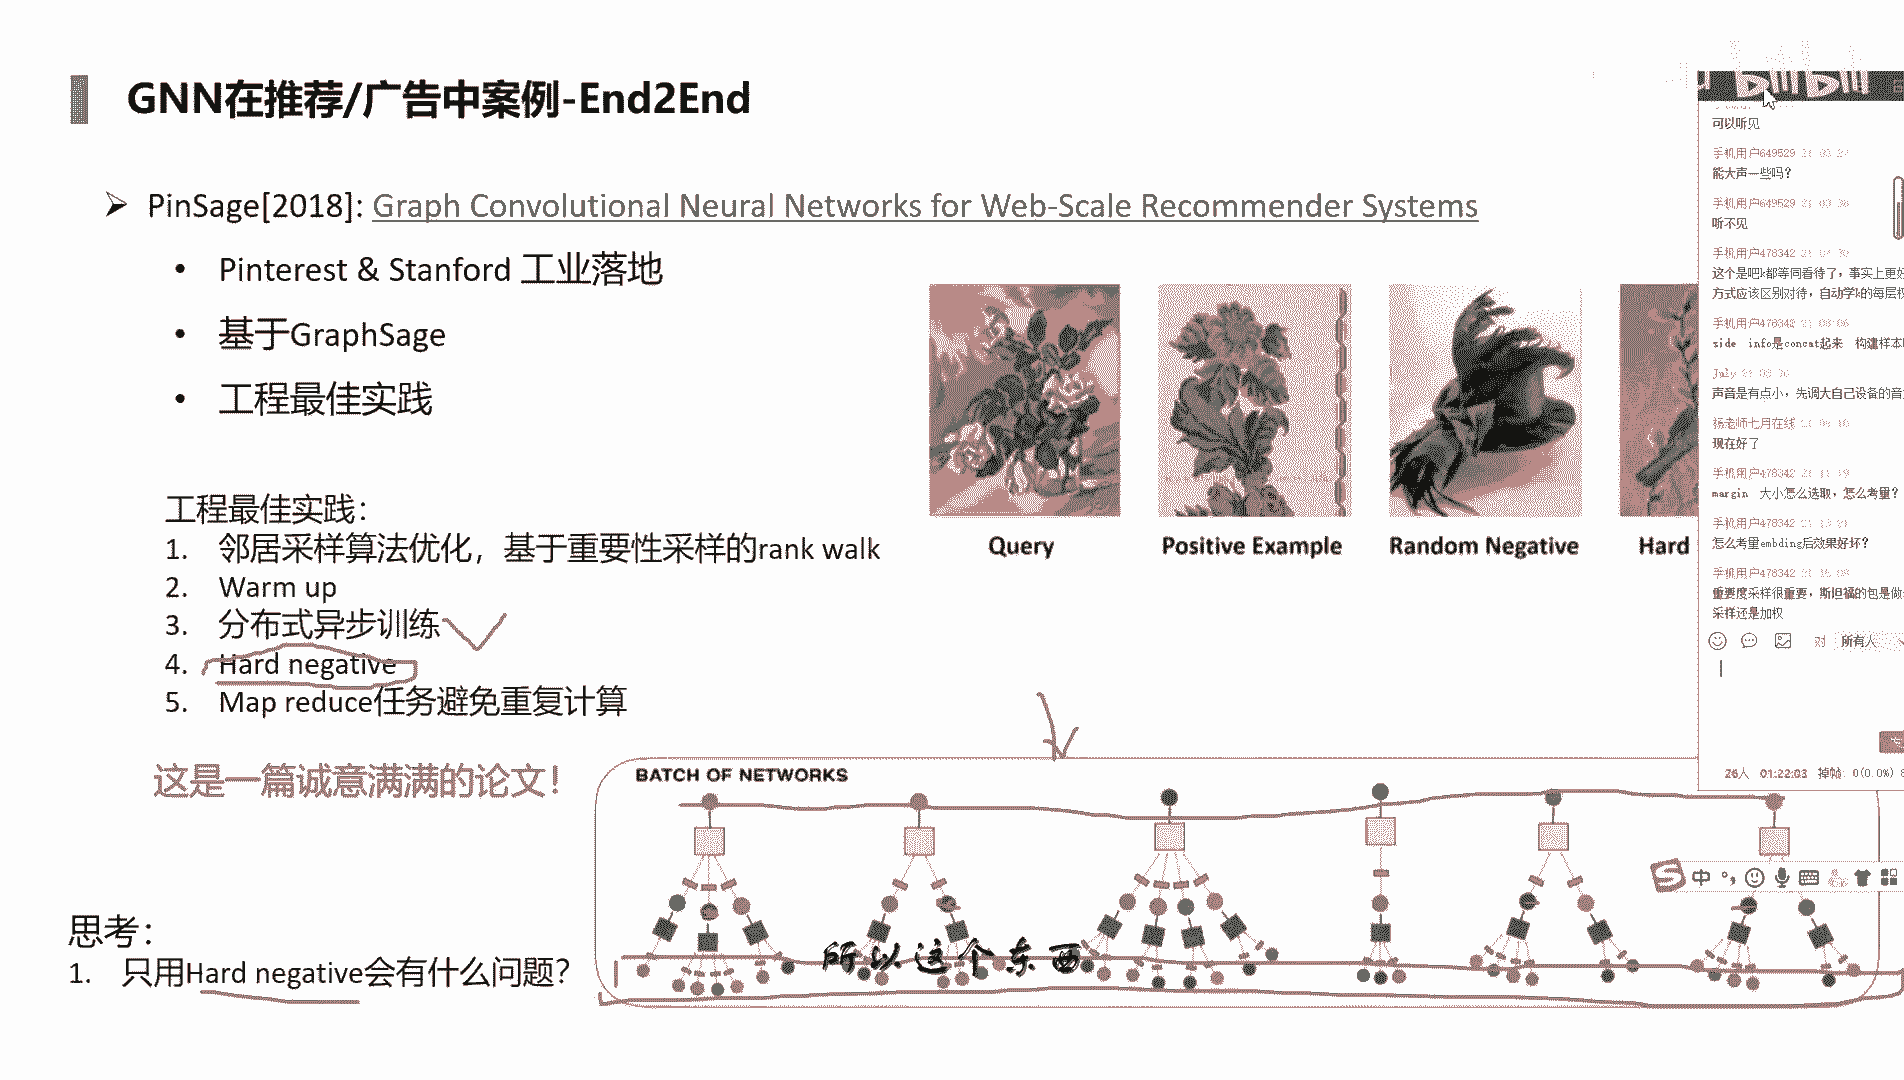 GNN在推荐/广告中案例-End2End
PinSage[2018]: Graph Convolutional Neural Networks for Web-Scale Recommender Systems
• Pinterest & Stanford 工业落地
• 基于GraphSage
• 工程最佳实践
工程最佳实践：
1. 邻居采样算法优化，基于重要性采样的rank walk
2. Warm up
3. 分布式异步训练
4. Hard negative
5. Map reduce任务避免重复计算
这是一篇诚意满满的论文！
思考：
1. 只用Hard negative会有什么问题？
Query
Positive Example
Random Negative
Hard
BATCH OF NETWORKS
所以这个东西
bilibili
可以听见
手机用户649529
能大声一些吗？
手机用户649529
听不见
手机用户478342
这个是吧k都等同看待了，事实上更好
方式应该区别对待，自动学k的每层权
手机用户478342
side info是concat起来 构建样本
July
声音是有点小，先调大自己设备的音
杨老师七月在线
现在好了
手机用户478342
margin 大小怎么选取，怎么考量？
手机用户478342
怎么考量embding后效果好坏？
手机用户478342
重要度采样很重要，斯坦福的包是做
采样还是加权
对 所有人
26人 01:22:03 掉帧: 0(0.0%)
中